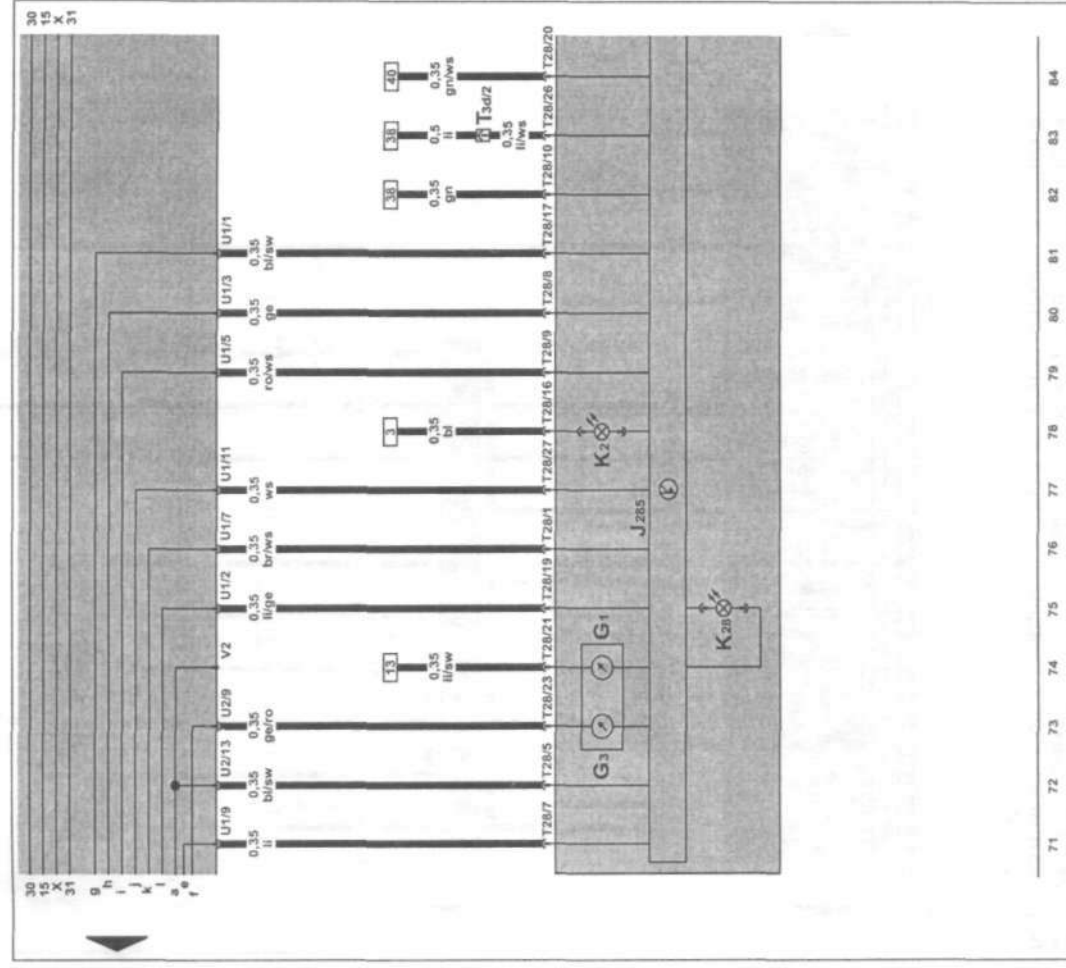 30
15
X
31
30
15
X
31
g
h
i
j
k
l
a
e
f
U1/9
0,35
li
T28/7
71
U2/13
0,35
bl/sw
T28/5
72
U2/9
0,35
ge/ro
T28/23
73
V2
13
0,35
li/sw
T28/21
74
U1/2
0,35
li/ge
T28/19
75
U1/7
0,35
br/ws
T28/1
76
U1/11
0,35
ws
T28/27
77
3
0,35
bl
T28/16
78
U1/5
0,35
ro/ws
T28/9
79
U1/3
0,35
ge
T28/8
80
U1/1
0,35
bl/sw
T28/17
81
38
0,35
gn
T28/10
82
38
0,5
li
T3d/2
0,35
li/ws
T28/26
83
40
0,35
gn/ws
T28/20
84
G3
G1
K2
J285
K28